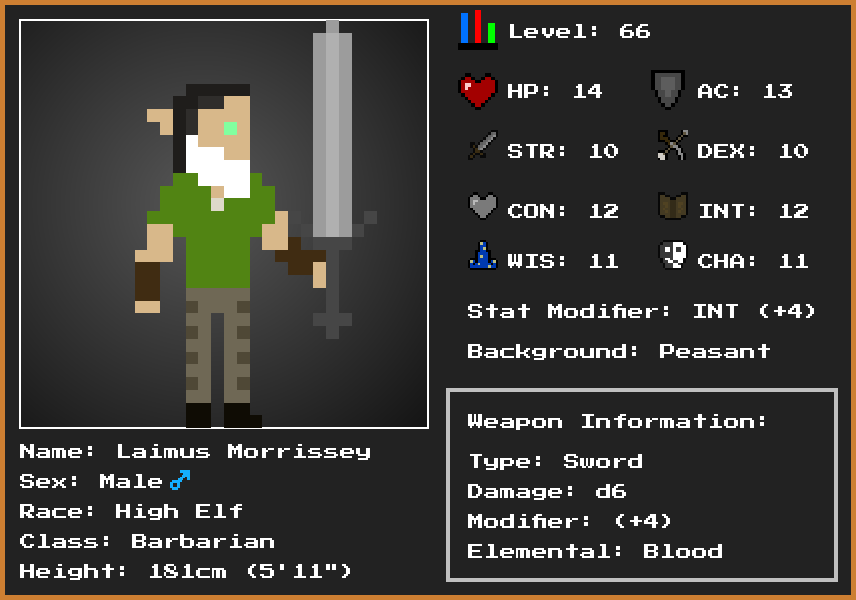 Level: 66
HP: 14
AC: 13
STR: 10
DEX: 10
CON: 12
INT: 12
WIS: 11
CHA: 11
Stat Modifier: INT (+4)
Background: Peasant
Weapon Information:
Type: Sword
Damage: d6
Modifier: (+4)
Elemental: Blood
Name: Laimus Morrissey
Sex: Male♂
Race: High Elf
Class: Barbarian
Height: 181cm (5'11")